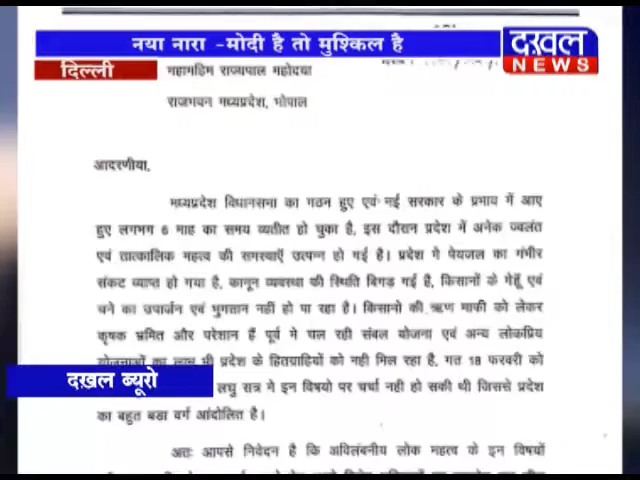 नया नारा -मोदी है तो मुश्किल है
दखल
NEWS
दिल्ली
महामहिम राज्यपाल महोदया
राजभवन मध्यप्रदेश, भोपाल
आदरणीया,
मध्यप्रदेश विधानसभा का गठन हुए एवं नई सरकार के प्रभाव में आए
हुए लगभग 6 माह का समय व्यतीत हो चुका है, इस दौरान प्रदेश में अनेक ज्वलंत
एवं तात्कालिक महत्व की समस्याएँ उत्पन्न हो गई है। प्रदेश मे पेयजल का गंभीर
संकट व्याप्त हो गया है, कानून व्यवस्था की स्थिति बिगड़ गई है, किसानों के गेहूँ एवं
चने का उपार्जन एवं भुगतान नहीं हो पा रहा है। किसानो की ऋण माफी को लेकर
कृषक भ्रमित और परेशान हैं पूर्व मे चल रही संबल योजना एवं अन्य लोकप्रिय
योजनाओं का लाभ भी प्रदेश के हितग्राहियों को नही मिल रहा है, गत 18 फरवरी को
दखल ब्यूरो
लघु सत्र मे इन विषयो पर चर्चा नही हो सकी थी जिससे प्रदेश
का बहुत बडा वर्ग आंदोलित है।
अतः आपसे निवेदन है कि अविलंबनीय लोक महत्व के इन विषयों